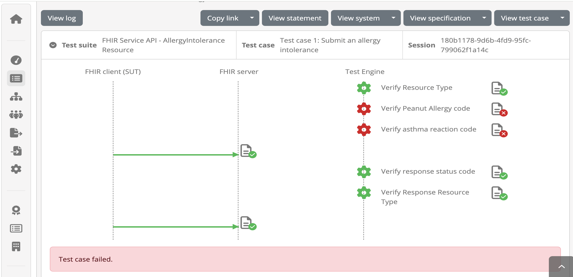 View log
Copy link
View statement
View system
View specification
View test case
Test suite
FHIR Service API - AllergyIntolerance
Resource
Test case
Test case 1: Submit an allergy
intolerance
Session
180b1178-9d6b-4fd9-95fc-
799062f1a14c
FHIR client (SUT)
FHIR server
Test Engine
Verify Resource Type
Verify Peanut Allergy code
Verify asthma reaction code
Verify response status code
Verify Response Resource
Type
Test case failed.